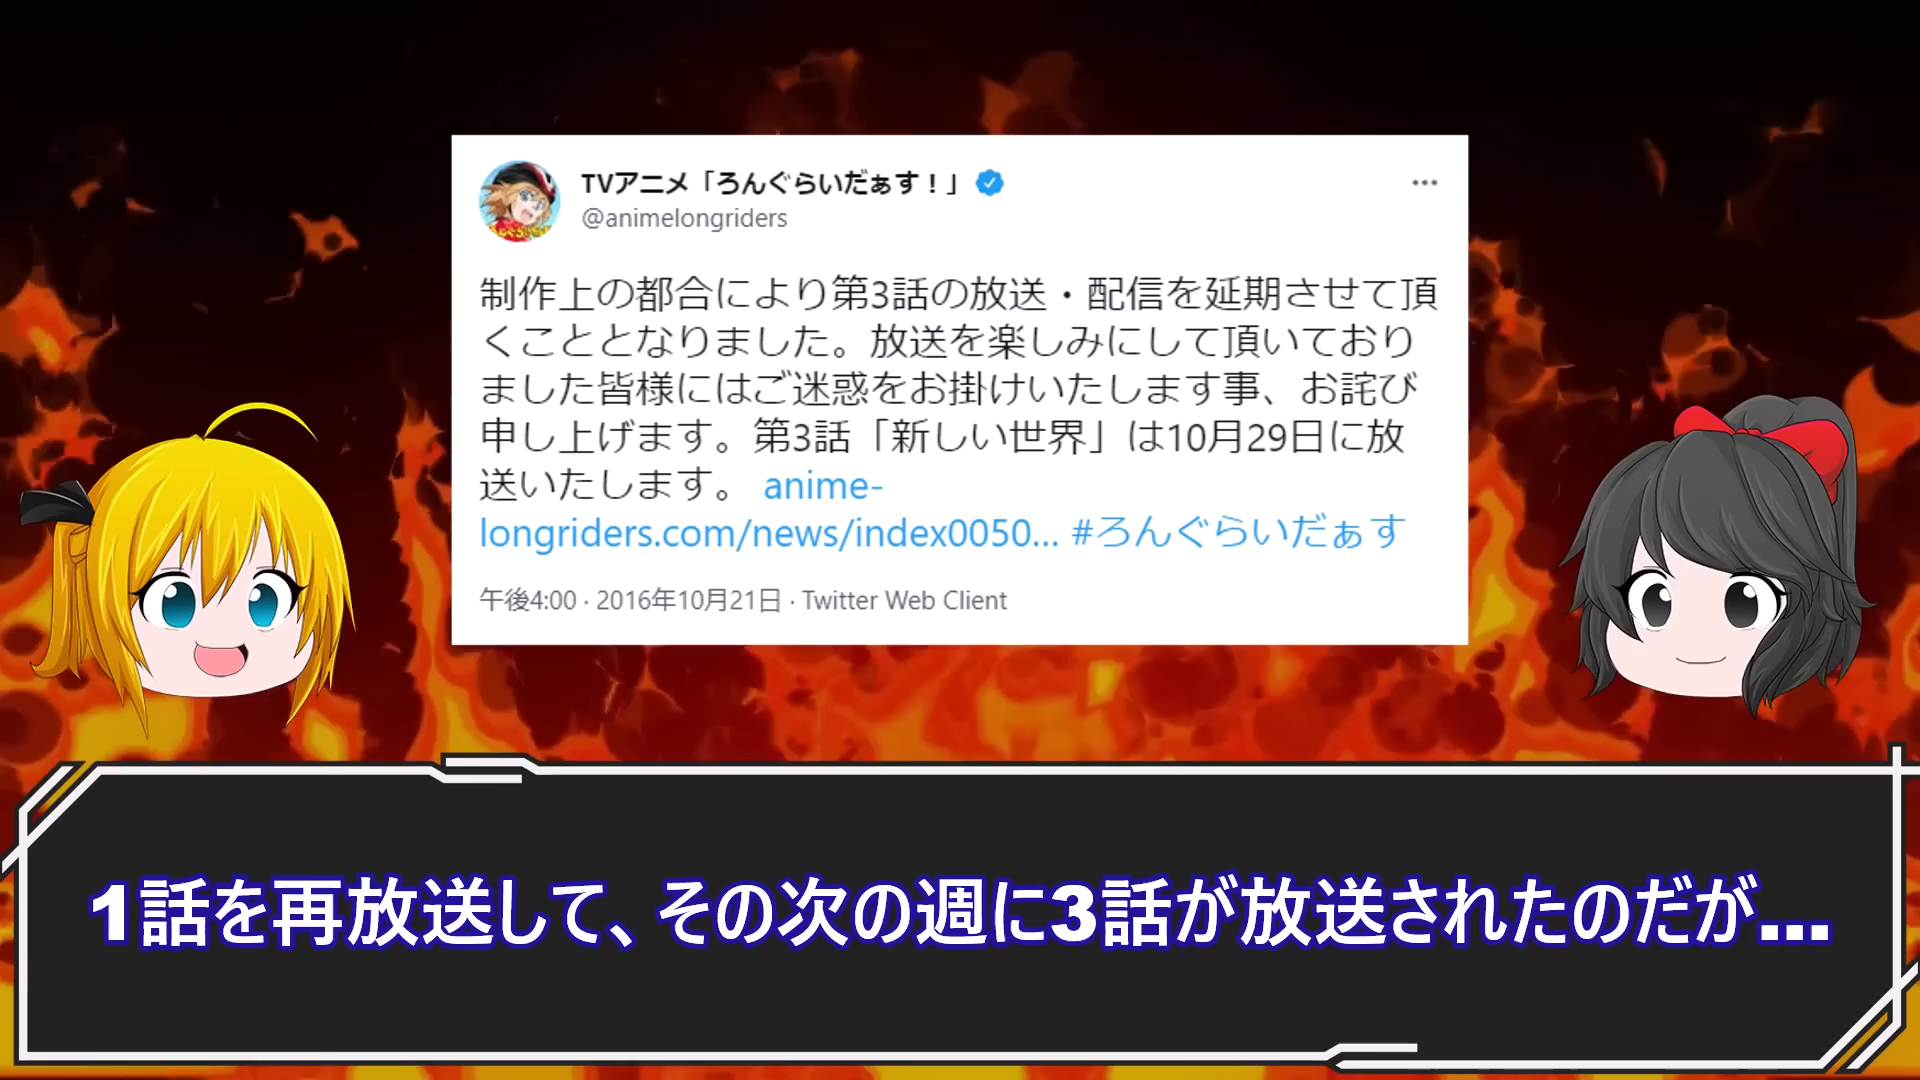 TVアニメ「ろんぐらいだぁす！」
@animelongriders
制作上の都合により第3話の放送・配信を延期させて頂
くこととなりました。放送を楽しみにして頂いており
ました皆様にはご迷惑をお掛けいたします事、お詫び
申し上げます。第3話「新しい世界」は10月29日に放
送いたします。 anime-
longriders.com/news/index0050... #ろんぐらいだぁす
午後4:00 · 2016年10月21日 · Twitter Web Client
1話を再放送して、その次の週に3話が放送されたのだが...